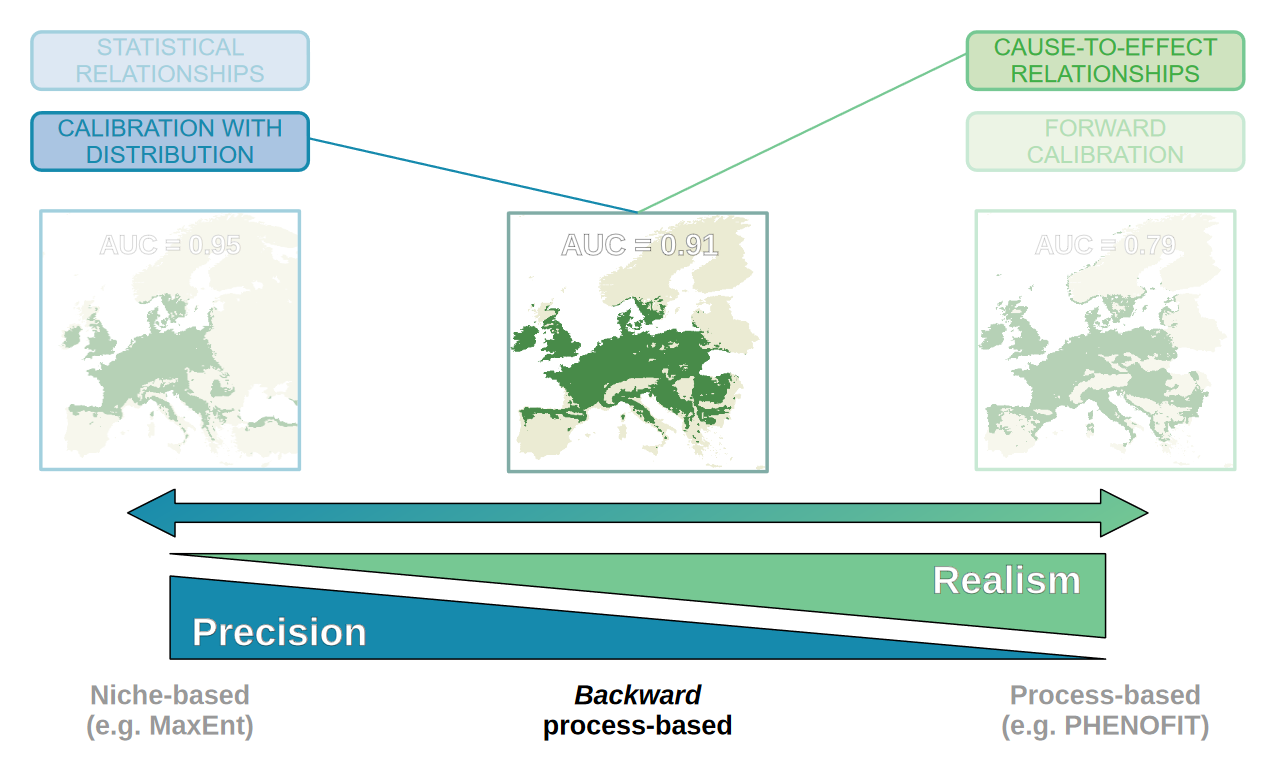 STATISTICAL
RELATIONSHIPS
CAUSE-TO-EFFECT
RELATIONSHIPS
CALIBRATION WITH
DISTRIBUTION
FORWARD
CALIBRATION
AUC = 0.95
AUC = 0.91
AUC = 0.79
Realism
Precision
Niche-based
(e.g. MaxEnt)
Backward
process-based
Process-based
(e.g. PHENOFIT)